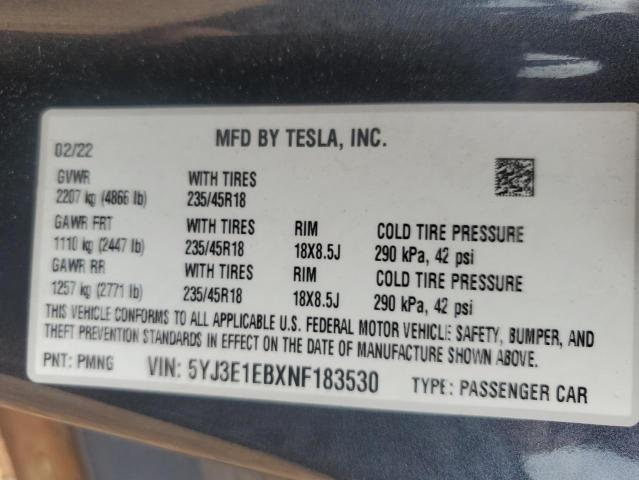 MFD BY TESLA, INC.
02/22
GVWR WITH TIRES
2207 kg (4866 lb) 235/45R18
GAWR FRT WITH TIRES RIM COLD TIRE PRESSURE
1110 kg (2447 lb) 235/45R18 18X8.5J 290 kPa, 42 psi
GAWR RR WITH TIRES RIM COLD TIRE PRESSURE
1257 kg (2771 lb) 235/45R18 18X8.5J 290 kPa, 42 psi
THIS VEHICLE CONFORMS TO ALL APPLICABLE U.S. FEDERAL MOTOR VEHICLE SAFETY, BUMPER, AND
THEFT PREVENTION STANDARDS IN EFFECT ON THE DATE OF MANUFACTURE SHOWN ABOVE.
PNT: PMNG VIN: 5YJ3E1EBXNF183530 TYPE: PASSENGER CAR